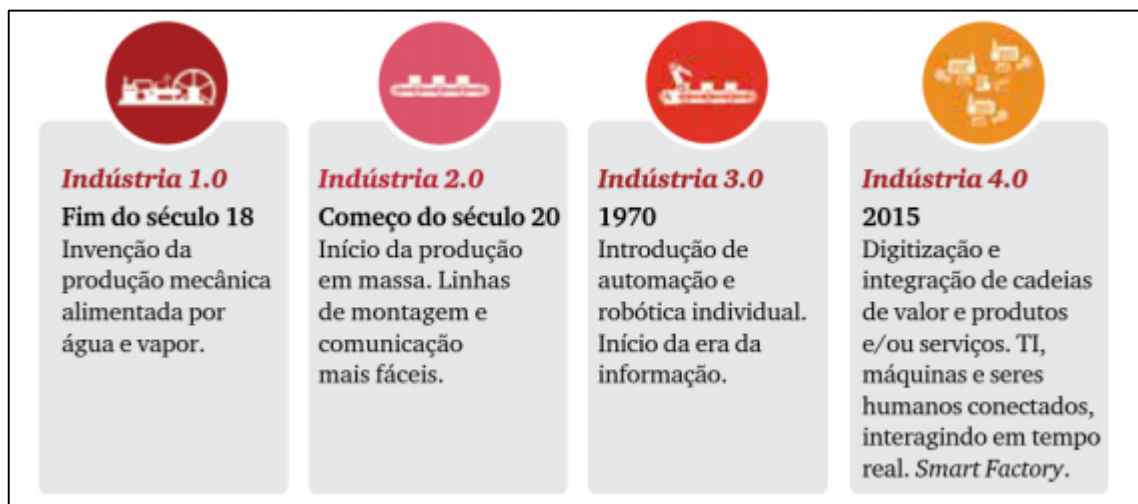 Indústria 1.0
Fim do século 18
Invenção da
produção mecânica
alimentada por
água e vapor.
Indústria 2.0
Começo do século 20
Início da produção
em massa. Linhas
de montagem e
comunicação
mais fáceis.
Indústria 3.0
1970
Introdução de
automação e
robótica individual.
Início da era da
informação.
Indústria 4.0
2015
Digitização e
integração de cadeias
de valor e produtos
e/ou serviços. TI,
máquinas e seres
humanos conectados,
interagindo em tempo
real. Smart Factory.